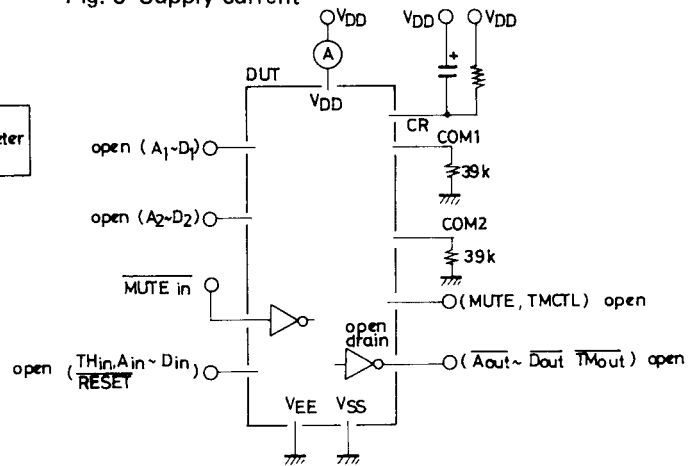 Fig. 3 Supply Current
VDD
VDD
VDD
A
+
DUT
VDD
eter
CR
COM1
open (A1~D1)
39k
open (A2~D2)
COM2
39k
MUTE in
(MUTE, TMCTL) open
open
drain
open (THin, Ain ~ Din, RESET)
(Aout~ Dout TMout) open
VEE
VSS